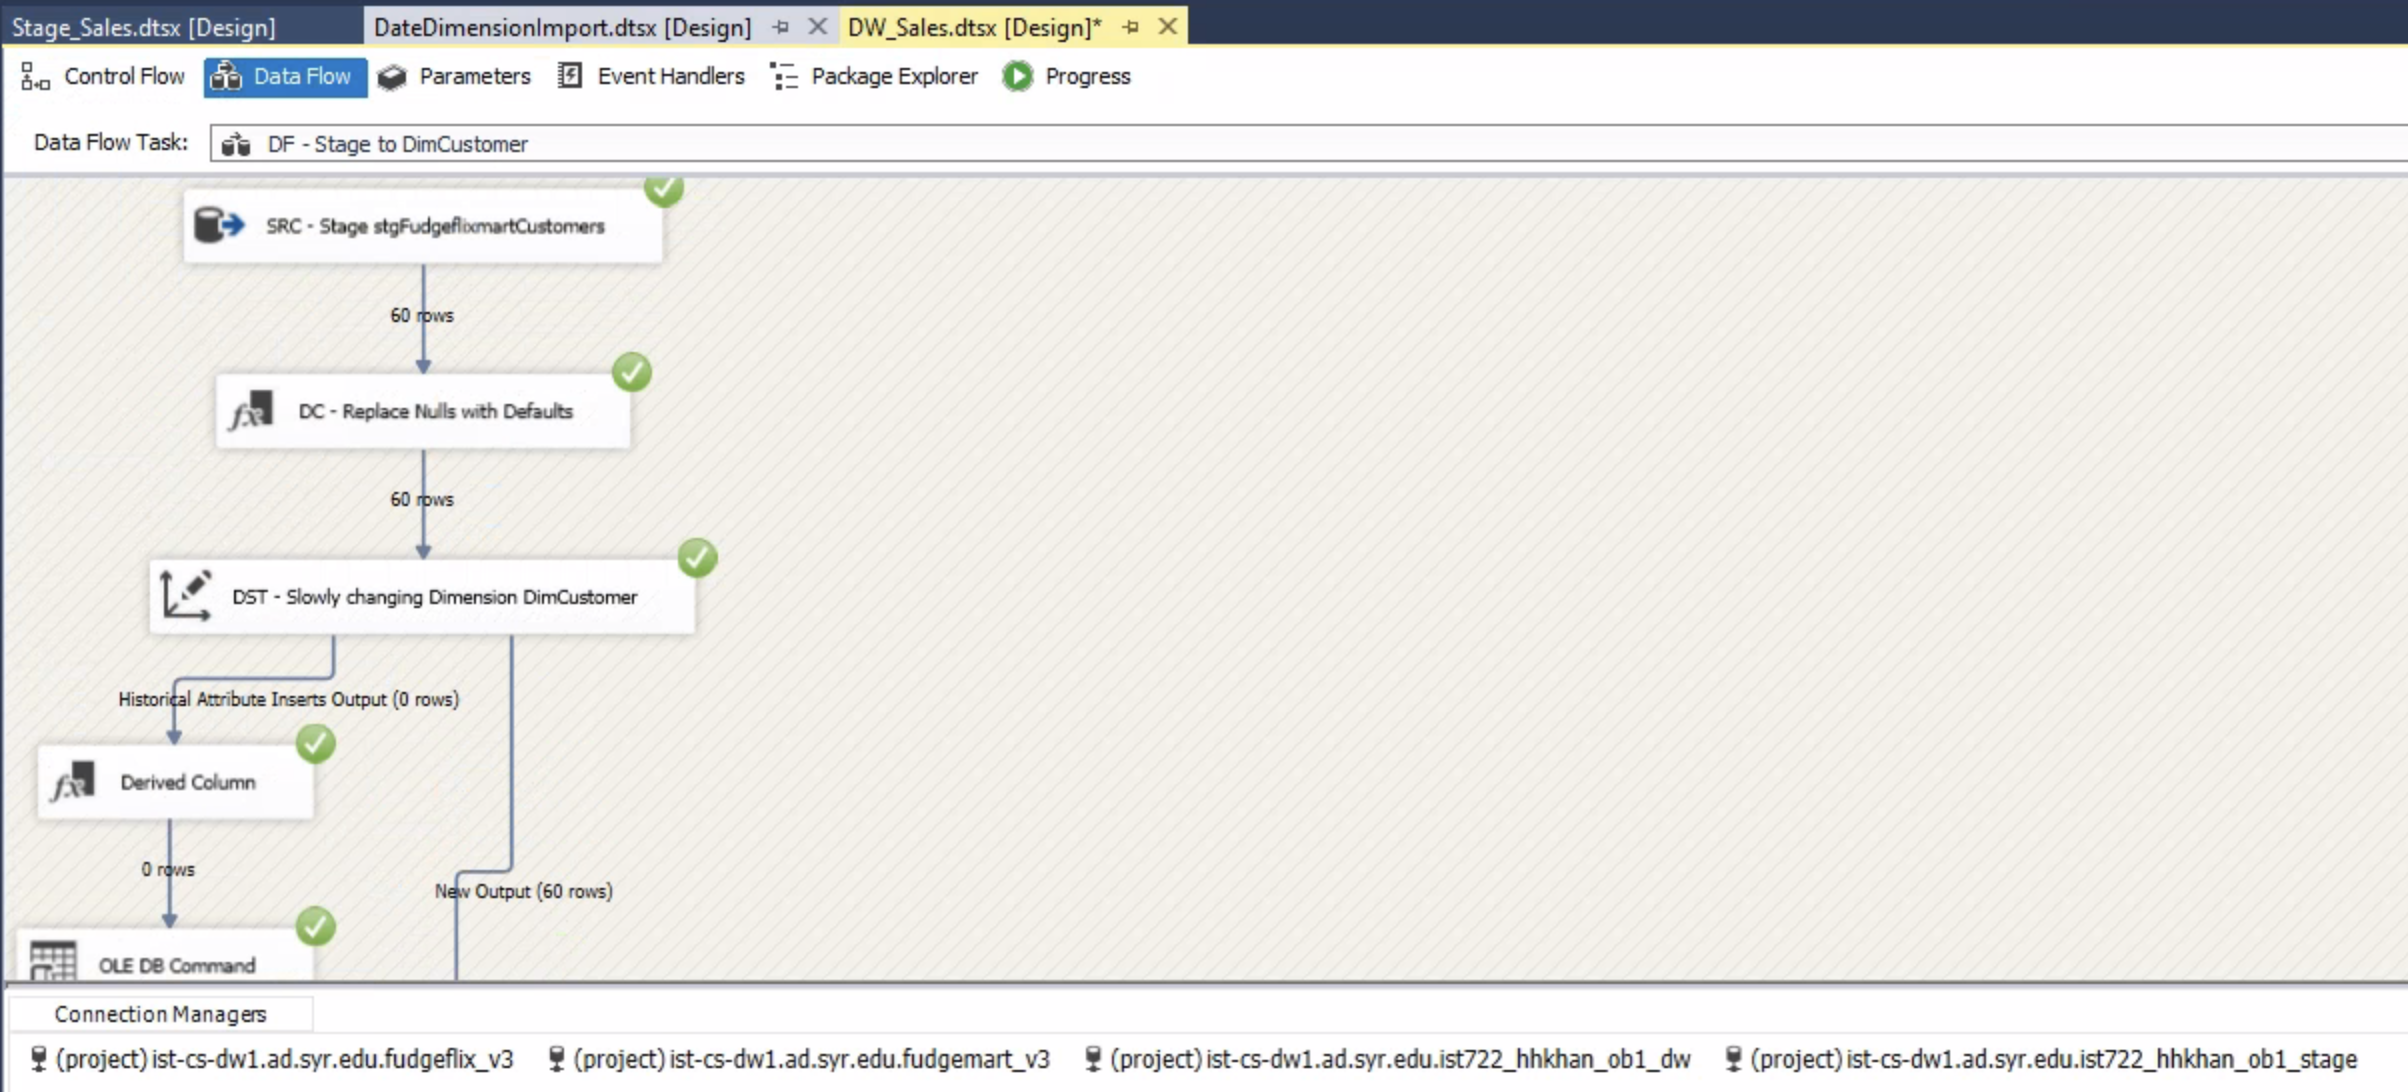 Stage_Sales.dtsx [Design] DateDimensionImport.dtsx [Design] DW_Sales.dtsx [Design]*
Control Flow Data Flow Parameters Event Handlers Package Explorer Progress
Data Flow Task: DF - Stage to DimCustomer
SRC - Stage stgFudgeflixmartCustomers
60 rows
DC - Replace Nulls with Defaults
60 rows
DST - Slowly changing Dimension DimCustomer
Historical Attribute Inserts Output (0 rows)
Derived Column
0 rows
New Output (60 rows)
OLE DB Command
Connection Managers
(project) ist-cs-dw1.ad.syr.edu.fudgeflix_v3 (project) ist-cs-dw1.ad.syr.edu.fudgemart_v3 (project) ist-cs-dw1.ad.syr.edu.ist722_hhkhan_ob1_dw (project) ist-cs-dw1.ad.syr.edu.ist722_hhkhan_ob1_stage